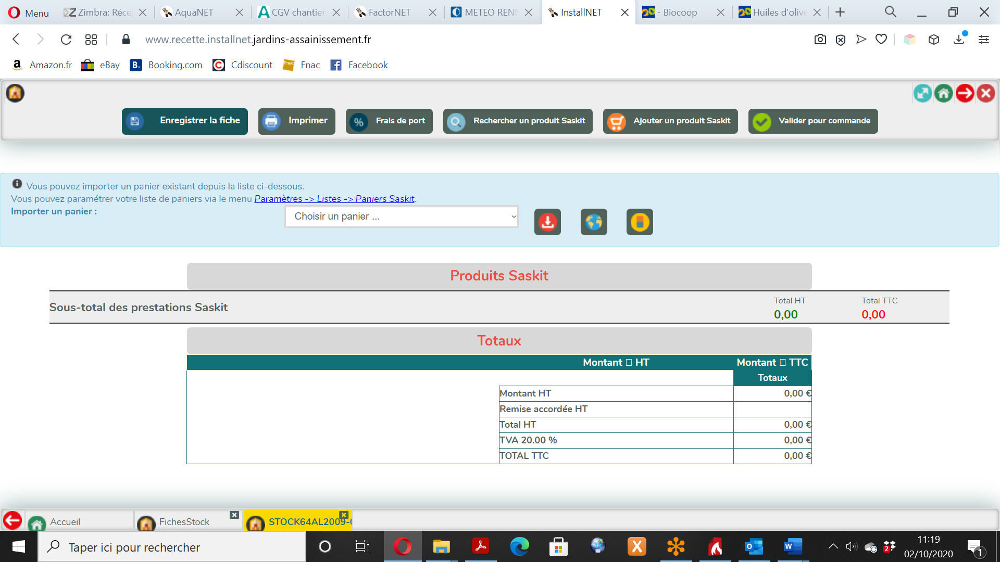 Menu
Zimbra: Réce
AquaNET
CGV chantier
FactorNET
METEO RENN
InstallNET
- Biocoop
Huiles d'olive
www.recette.installnet.jardins-assainissement.fr
Amazon.fr
eBay
Booking.com
Cdiscount
Fnac
Facebook
Enregistrer la fiche
Imprimer
Frais de port
Rechercher un produit Saskit
Ajouter un produit Saskit
Valider pour commande
Vous pouvez importer un panier existant depuis la liste ci-dessous.
Vous pouvez paramétrer votre liste de paniers via le menu Paramètres -> Listes -> Paniers Saskit.
Importer un panier :
Choisir un panier ...
Produits Saskit
Sous-total des prestations Saskit
Total HT
0,00
Total TTC
0,00
Totaux
Montant □ HT
Montant □ TTC
Totaux
Montant HT
0,00 €
Remise accordée HT
Total HT
0,00 €
TVA 20.00 %
0,00 €
TOTAL TTC
0,00 €
Accueil
FichesStock
STOCK64AL2009-
Taper ici pour rechercher
11:19
02/10/2020
1